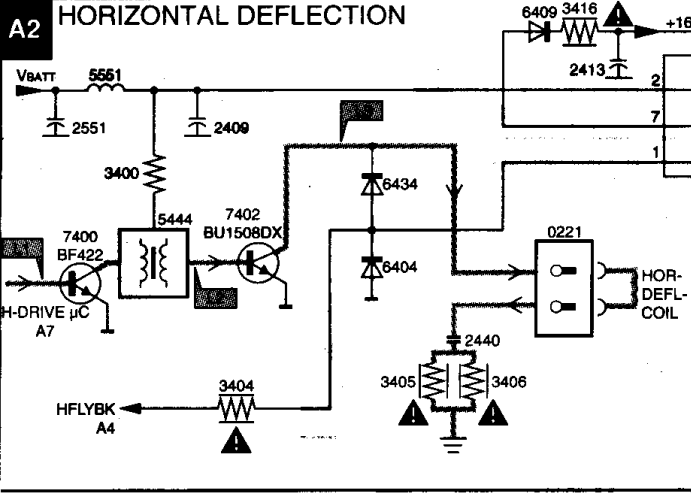 A2 HORIZONTAL DEFLECTION
6409 3416
+16
VBATT 5551
2413
2
2551 2409
7
3400
1
6434
7400
BF422
5444
7402
BU1508DX
0221
6404
HOR-
DEFL-
COIL
H-DRIVE µC
A7
2440
3405 3406
3404
HFLYBK
A4